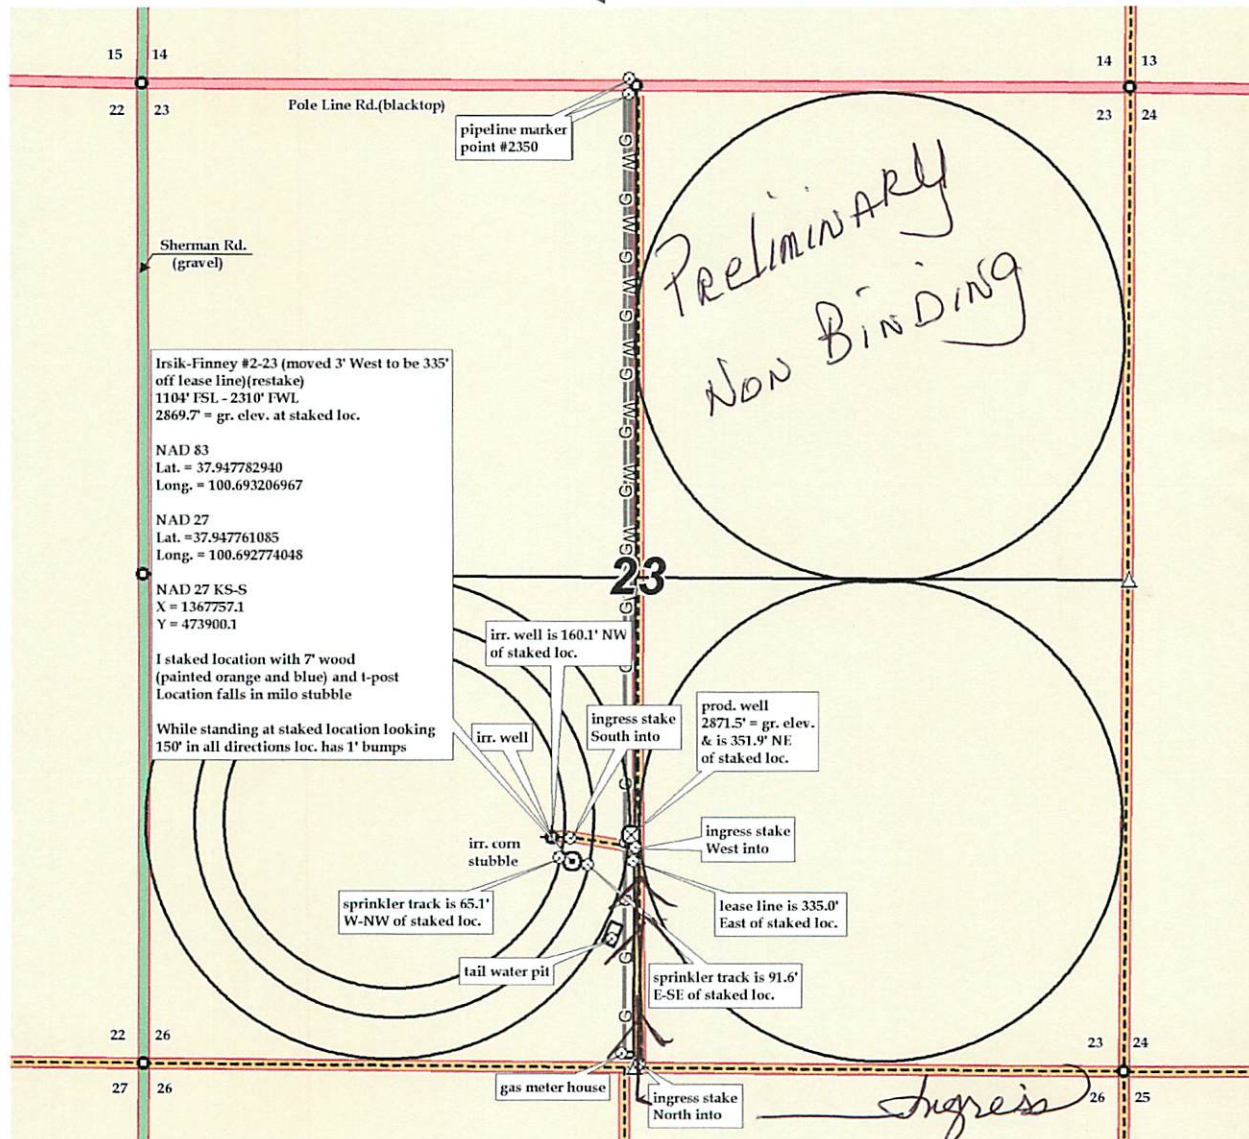 15 14
14 13
22 23
Pole Line Rd.(blacktop)
23 24
pipeline marker
point #2350
Preliminary
Non Binding
Sherman Rd.
(gravel)
G W G W G W G W G W G W G W G
Irsik-Finney #2-23 (moved 3' West to be 335'
off lease line)(restake)
1104' FSL - 2310' FWL
2869.7' = gr. elev. at staked loc.
NAD 83
Lat. = 37.947782940
Long. = 100.693206967
NAD 27
Lat. =37.947761085
Long. = 100.692774048
NAD 27 KS-S
X = 1367757.1
Y = 473900.1
I staked location with 7' wood
(painted orange and blue) and t-post
Location falls in milo stubble
While standing at staked location looking
150' in all directions loc. has 1' bumps
23
irr. well is 160.1' NW
of staked loc.
irr. well
ingress stake
South into
prod. well
2871.5' = gr. elev.
& is 351.9' NE
of staked loc.
G
G
G
ingress stake
West into
irr. corn
stubble
sprinkler track is 65.1'
W-NW of staked loc.
lease line is 335.0'
East of staked loc.
tail water pit
G
sprinkler track is 91.6'
E-SE of staked loc.
G
22 26
23 24
27 26
gas meter house
ingress stake
North into
Ingress
26 25